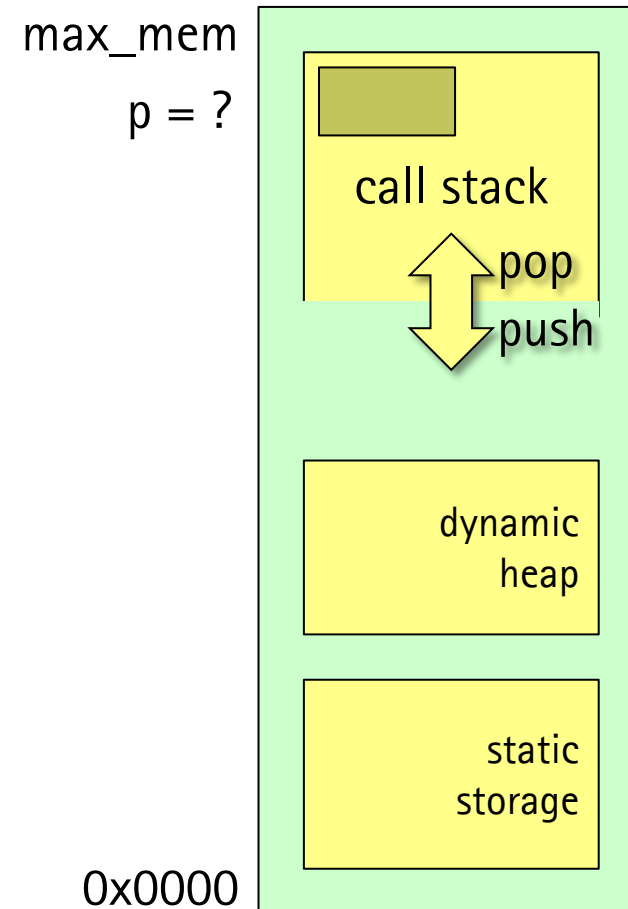 max_mem
p = ?
call stack
pop
push
dynamic
heap
static
storage
0x0000